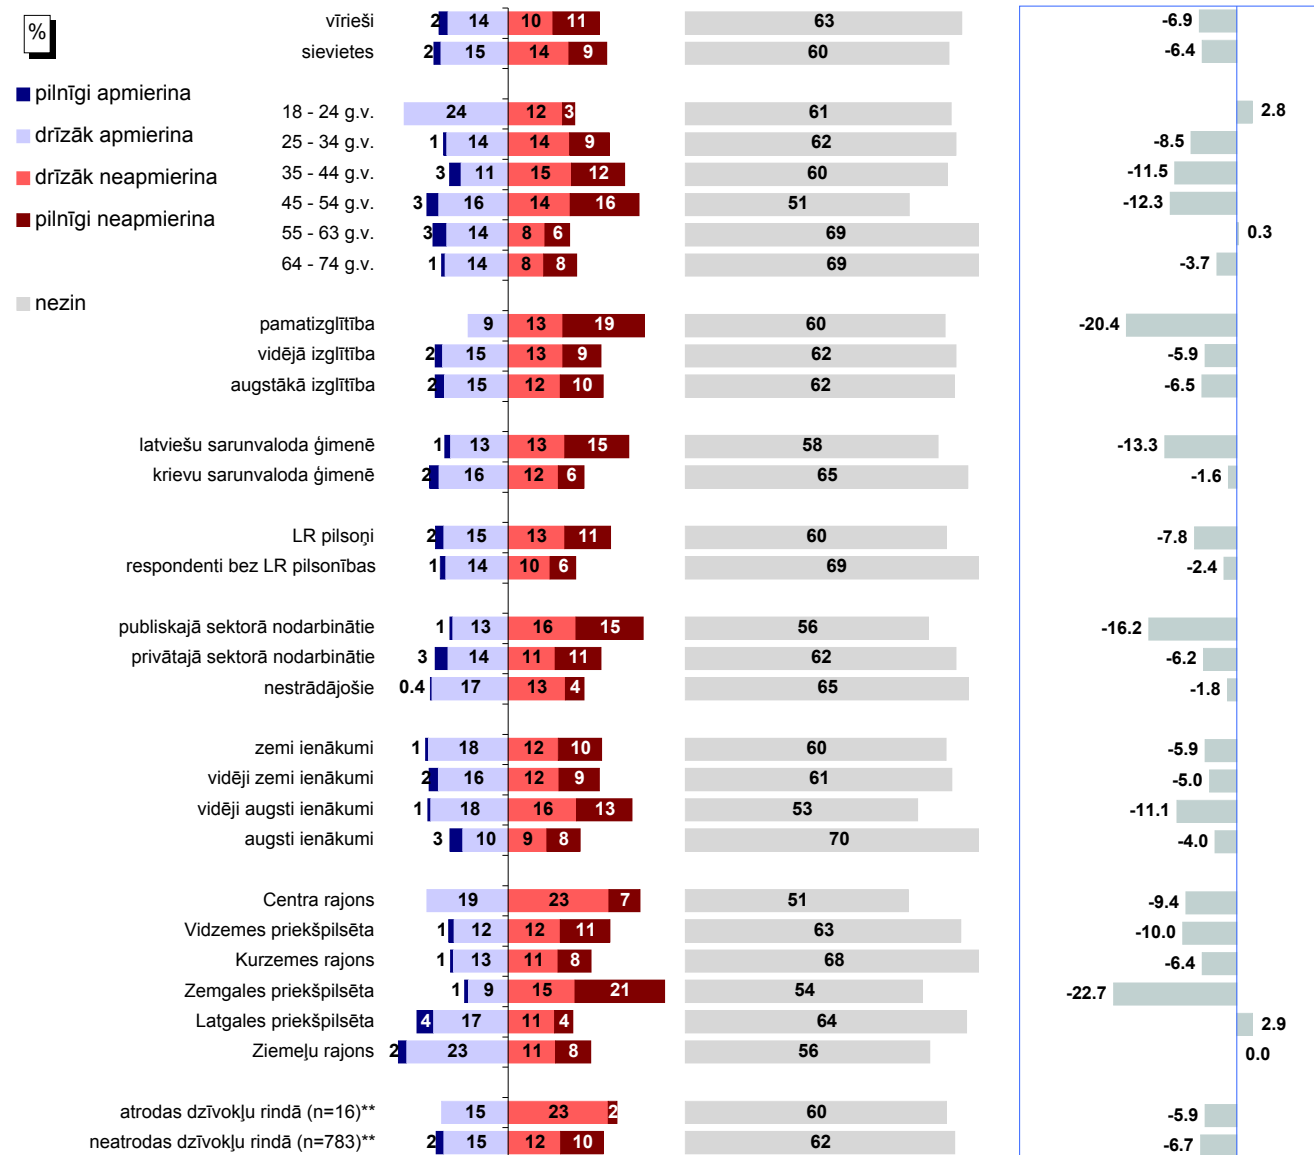 %
pilnīgi apmierina
drīzāk apmierina
drīzāk neapmierina
pilnīgi neapmierina
nezin
vīrieši 2 14 10 11 63 -6.9
sievietes 2 15 14 9 60 -6.4
18 - 24 g.v. 24 12 3 61 2.8
25 - 34 g.v. 1 14 14 9 62 -8.5
35 - 44 g.v. 3 11 15 12 60 -11.5
45 - 54 g.v. 3 16 14 16 51 -12.3
55 - 63 g.v. 3 14 8 6 69 0.3
64 - 74 g.v. 1 14 8 8 69 -3.7
pamatizglītība 9 13 19 60 -20.4
vidējā izglītība 2 15 13 9 62 -5.9
augstākā izglītība 2 15 12 10 62 -6.5
latviešu sarunvaloda ģimenē 1 13 13 15 58 -13.3
krievu sarunvaloda ģimenē 2 16 12 6 65 -1.6
LR pilsoņi 2 15 13 11 60 -7.8
respondenti bez LR pilsonības 1 14 10 6 69 -2.4
publiskajā sektorā nodarbinātie 1 13 16 15 56 -16.2
privātajā sektorā nodarbinātie 3 14 11 11 62 -6.2
nestrādājošie 0.4 17 13 4 65 -1.8
zemi ienākumi 1 18 12 10 60 -5.9
vidēji zemi ienākumi 2 16 12 9 61 -5.0
vidēji augsti ienākumi 1 18 16 13 53 -11.1
augsti ienākumi 3 10 9 8 70 -4.0
Centra rajons 19 23 7 51 -9.4
Vidzemes priekšpilsēta 1 12 12 11 63 -10.0
Kurzemes rajons 1 13 11 8 68 -6.4
Zemgales priekšpilsēta 1 9 15 21 54 -22.7
Latgales priekšpilsēta 4 17 11 4 64 2.9
Ziemeļu rajons 2 23 11 8 56 0.0
atrodas dzīvokļu rindā (n=16)** 15 23 2 60 -5.9
neatrodas dzīvokļu rindā (n=783)** 2 15 12 10 62 -6.7